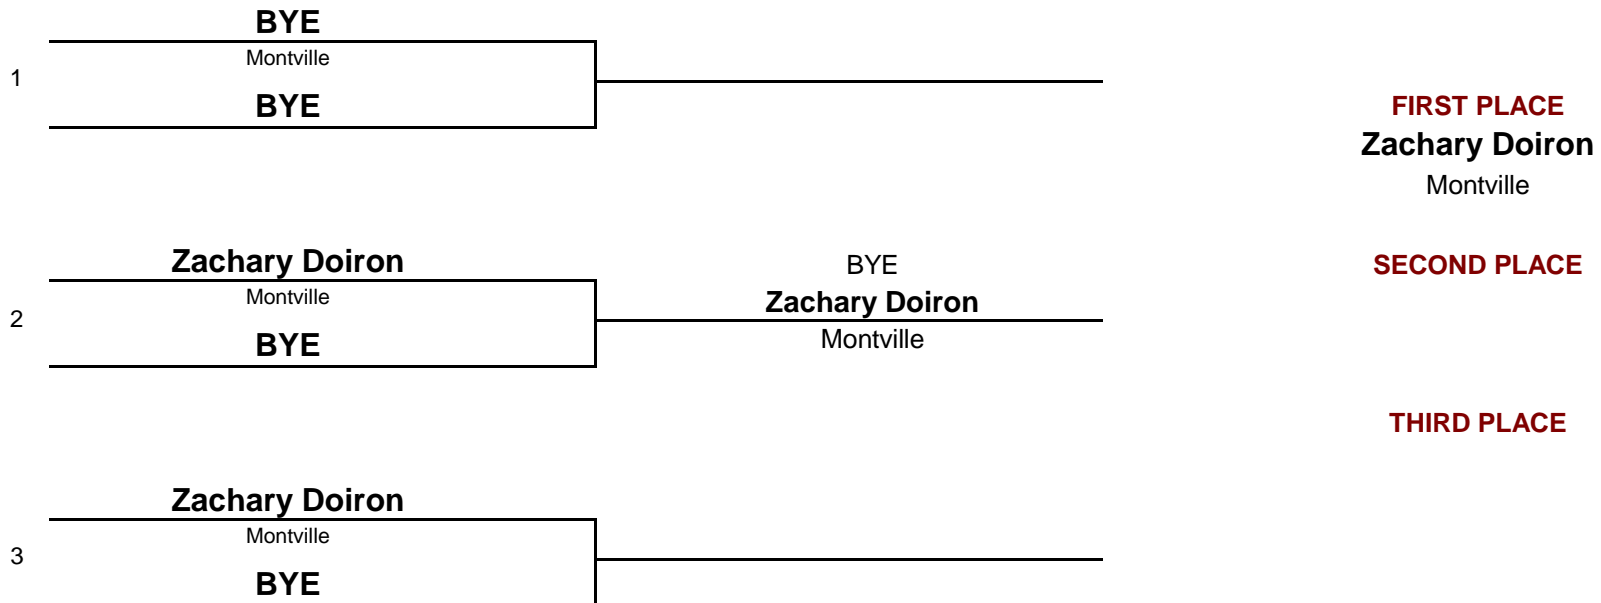 BYE
Montville
1
BYE
FIRST PLACE
Zachary Doiron
Montville
Zachary Doiron
Montville
2
BYE
BYE
Zachary Doiron
Montville
SECOND PLACE
THIRD PLACE
Zachary Doiron
Montville
3
BYE